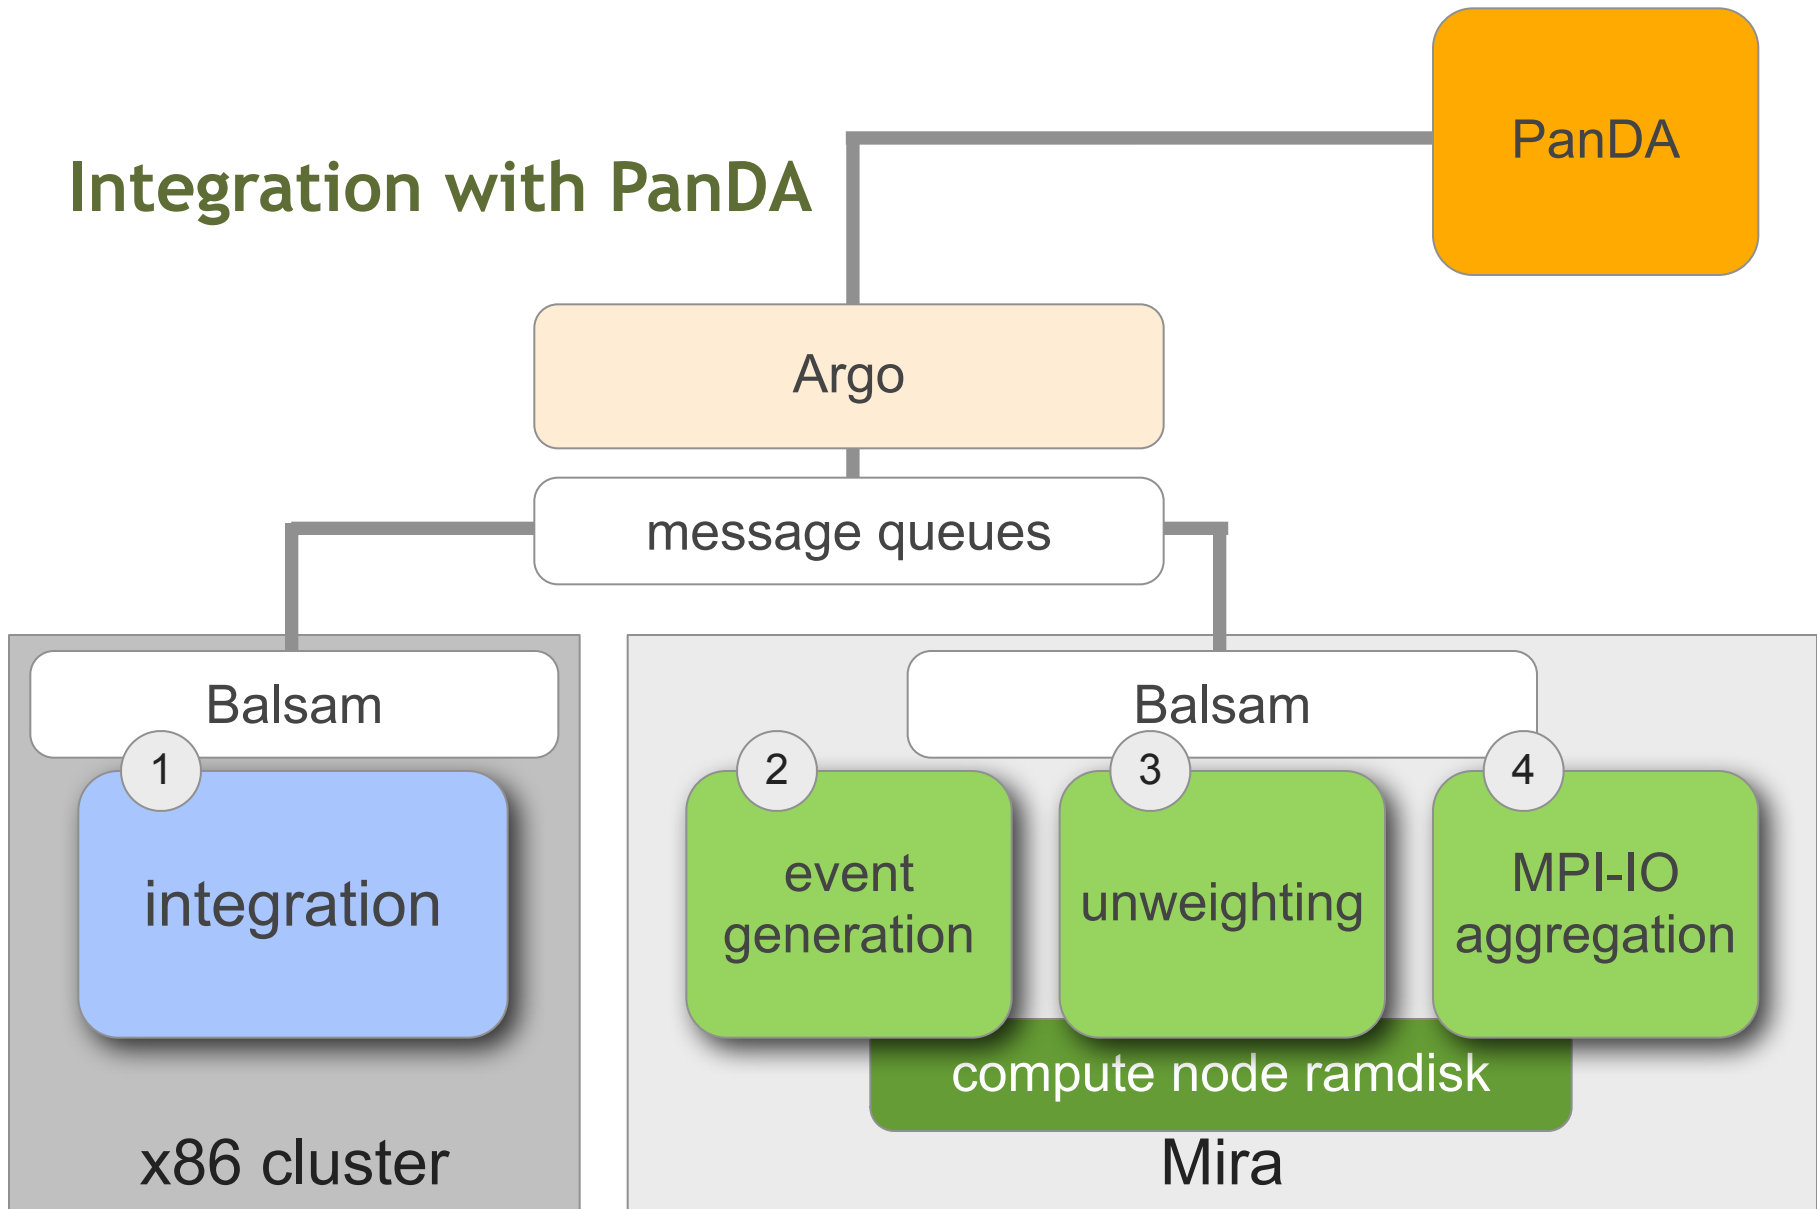 PanDA
Integration with PanDA
Argo
message queues
Balsam
1
integration
x86 cluster
Balsam
2
event
generation
3
unweighting
4
MPI-IO
aggregation
compute node ramdisk
Mira